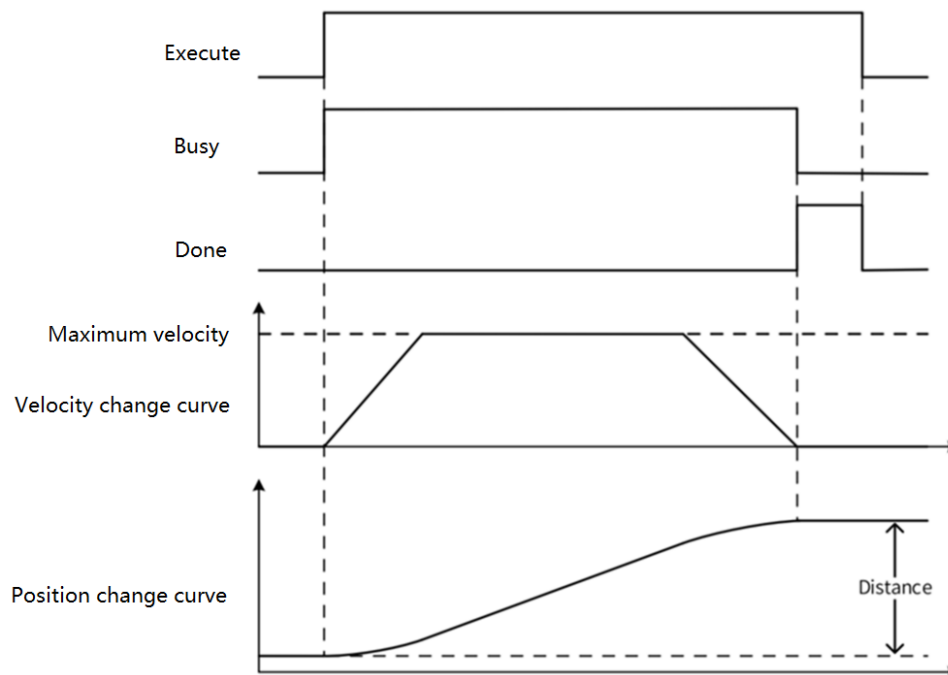 Execute
Busy
Done
Maximum velocity
Velocity change curve
Position change curve
Distance